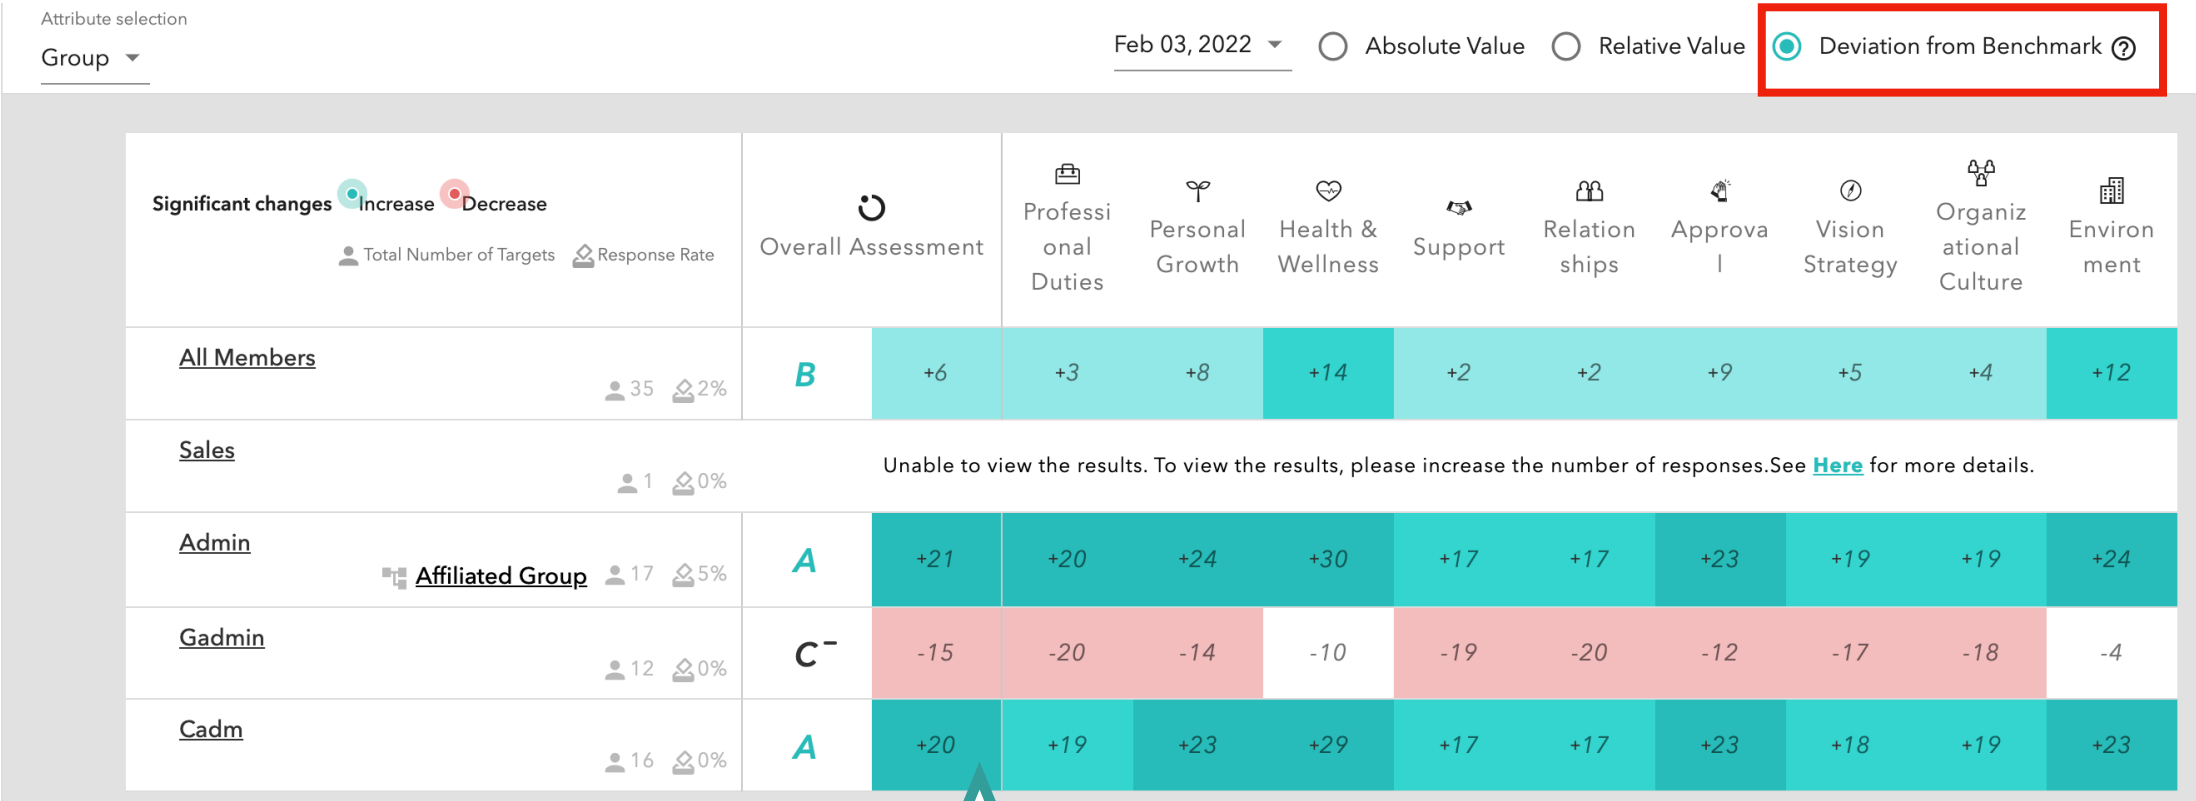 Attribute selection
Group
Feb 03, 2022
Absolute Value
Relative Value
Deviation from Benchmark ?
Significant changes Increase Decrease
Total Number of Targets Response Rate
Overall Assessment
Professi
onal
Duties
Personal
Growth
Health &
Wellness
Support
Relation
ships
Approva
l
Vision
Strategy
Organiz
ational
Culture
Environ
ment
All Members
35 2%
B +6 +3 +8 +14 +2 +2 +9 +5 +4 +12
Sales
1 0%
Unable to view the results. To view the results, please increase the number of responses.See Here for more details.
Admin
Affiliated Group 17 5%
A +21 +20 +24 +30 +17 +17 +23 +19 +19 +24
Gadmin
12 0%
C- -15 -20 -14 -10 -19 -20 -12 -17 -18 -4
Cadm
16 0%
A +20 +19 +23 +29 +17 +17 +23 +18 +19 +23